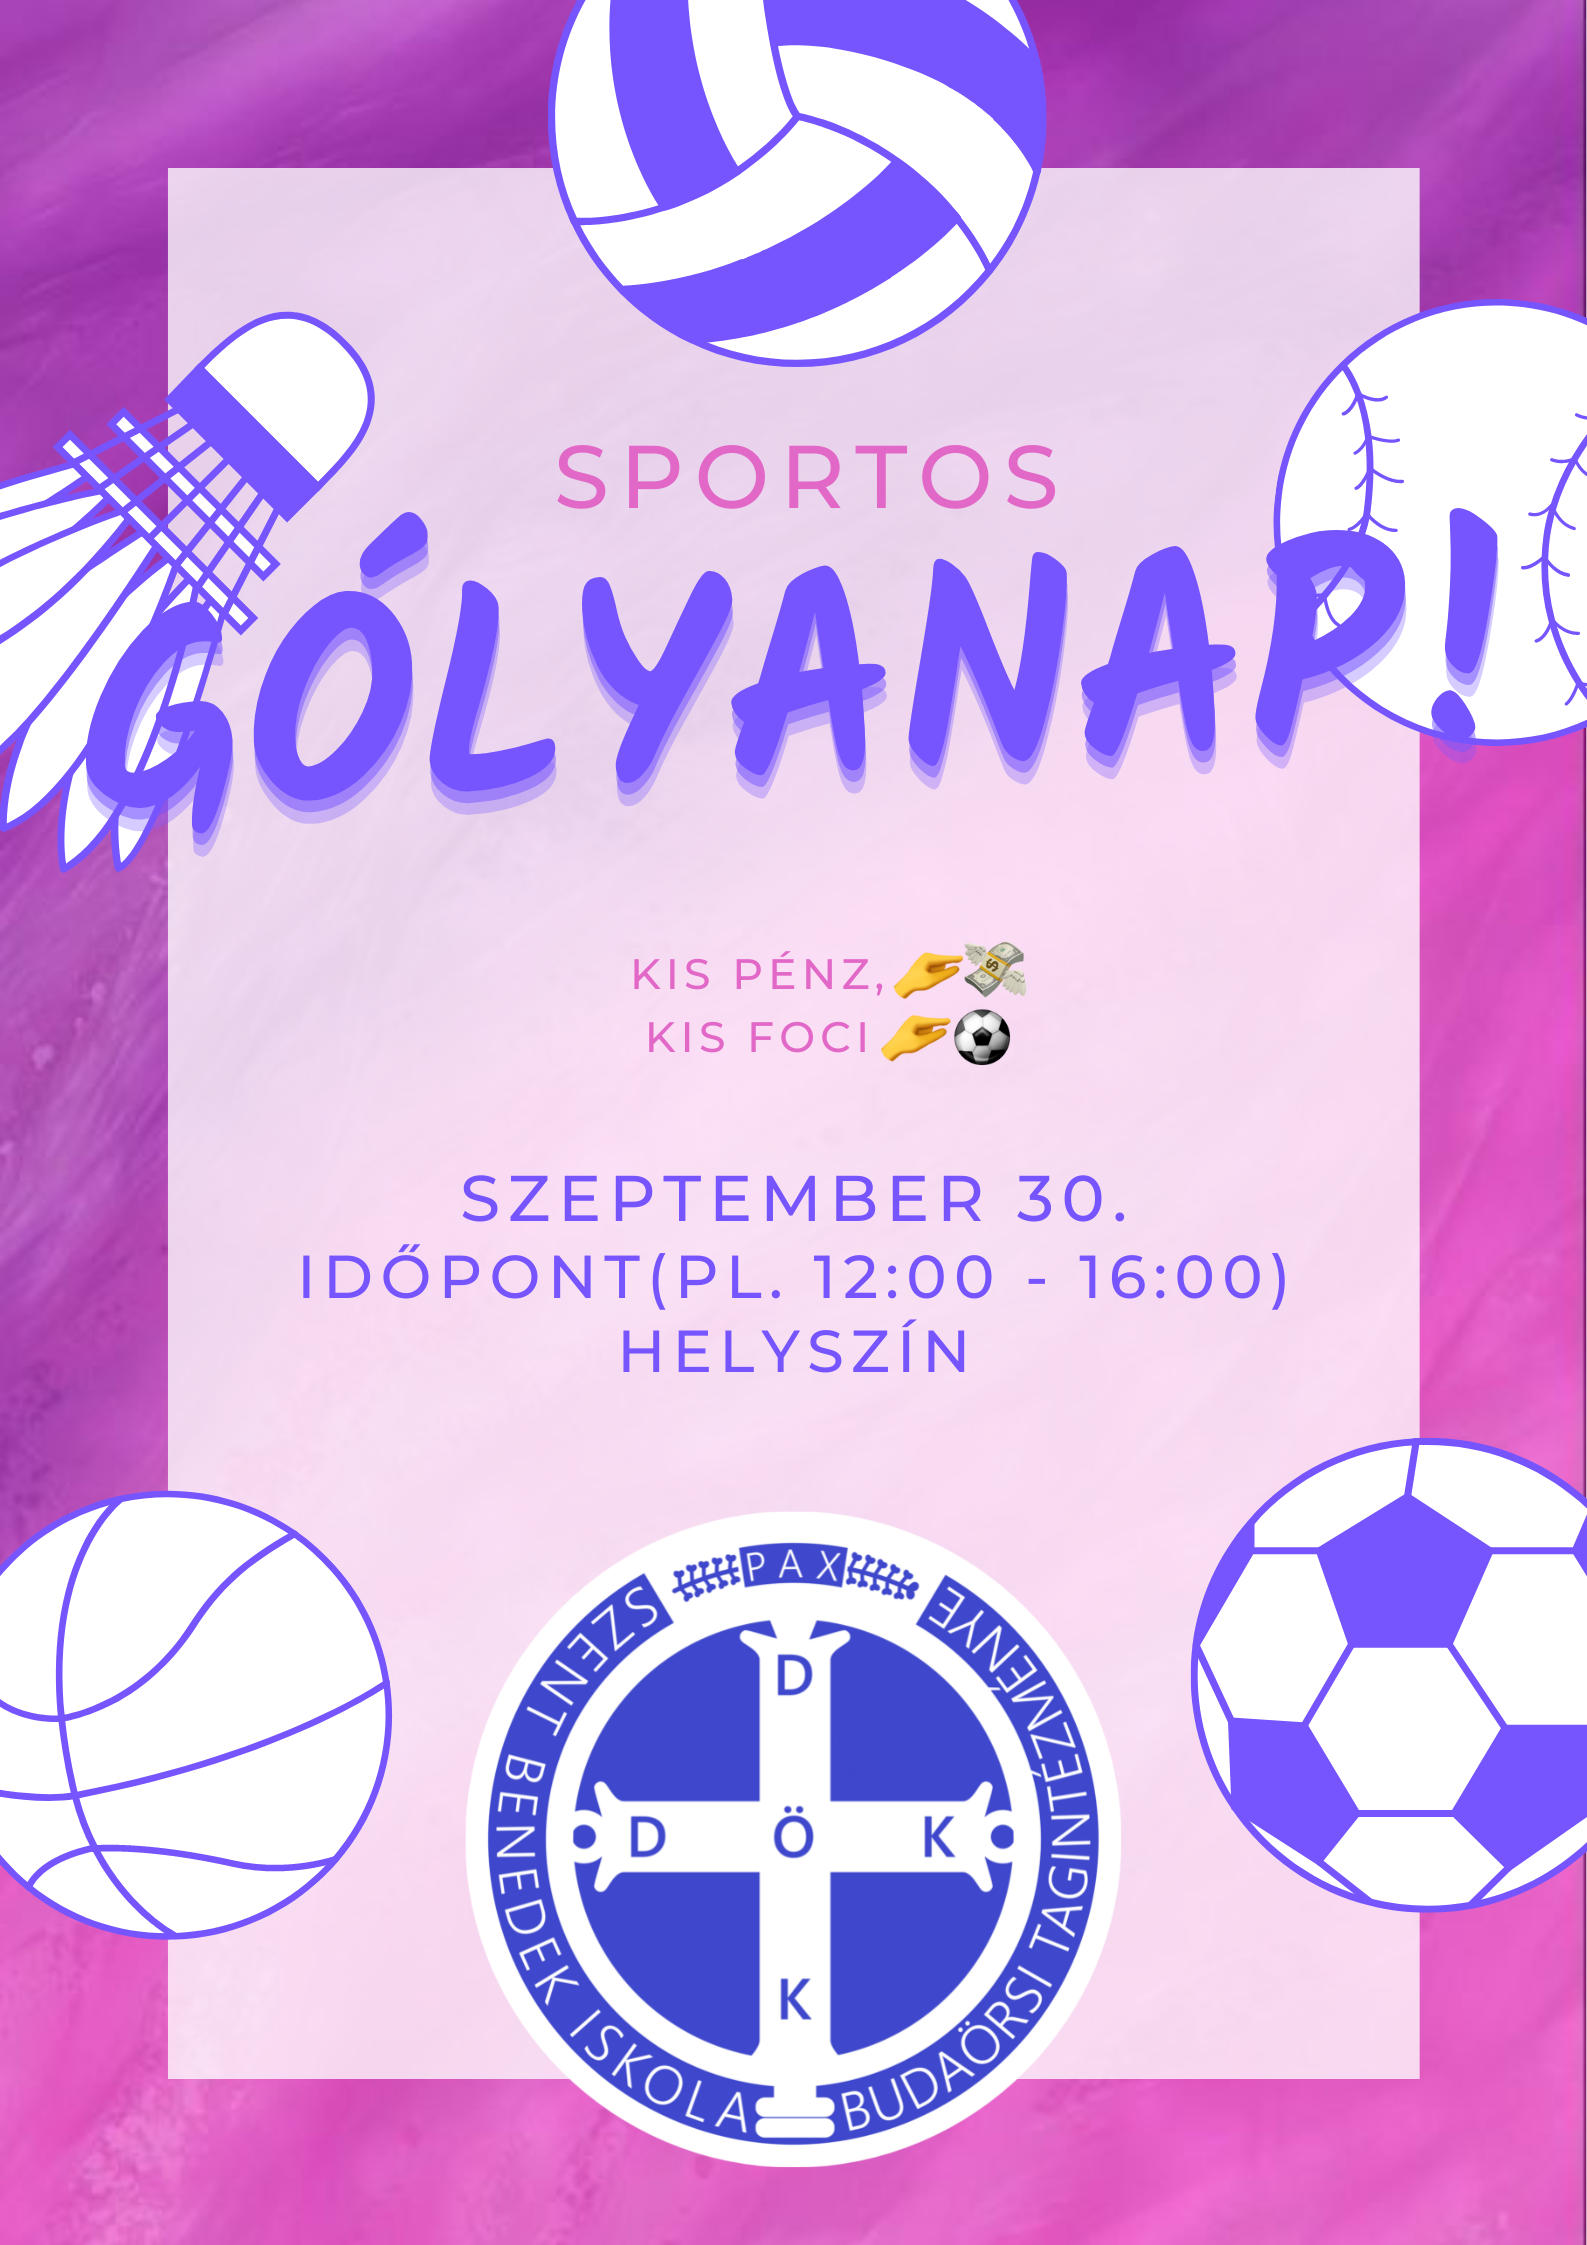 SPORTOS
GÓLYANAP!
KIS PÉNZ,🫴💸
KIS FOCI🫴⚽
SZEPTEMBER 30.
IDŐPONT(PL. 12:00 - 16:00)
HELYSZÍN
PAX
SZENT BENEDEK ISKOLA
BUDAÖRSI TAGINTÉZMÉNYE
D
D Ö K
K